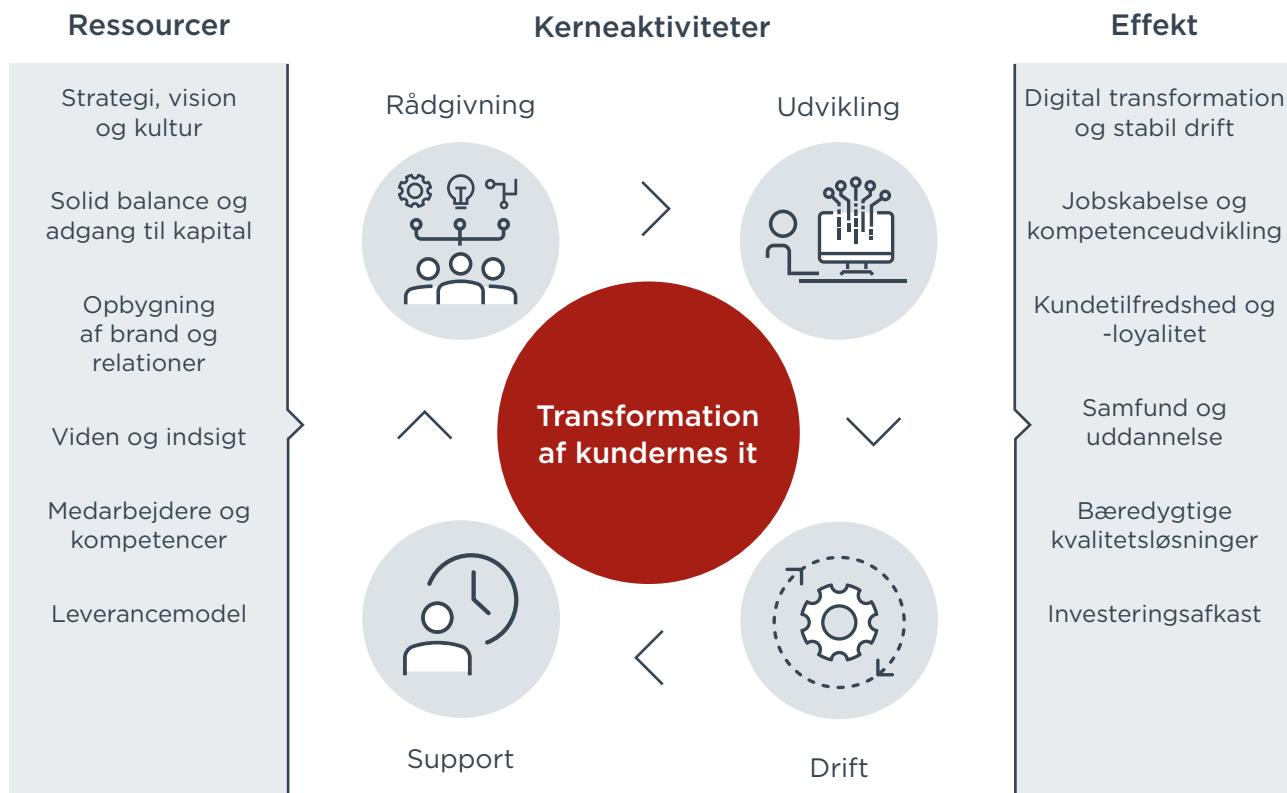 Ressourcer
Strategi, vision
og kultur
Solid balance og
adgang til kapital
Opbygning
af brand og
relationer
Viden og indsigt
Medarbejdere og
kompetencer
Leverancemodel
Kerneaktiviteter
Rådgivning
Udvikling
Transformation
af kundernes it
Support
Drift
Effekt
Digital transformation
og stabil drift
Jobskabelse og
kompetenceudvikling
Kundetilfredshed og
-loyalitet
Samfund og
uddannelse
Bæredygtige
kvalitetsløsninger
Investeringsafkast